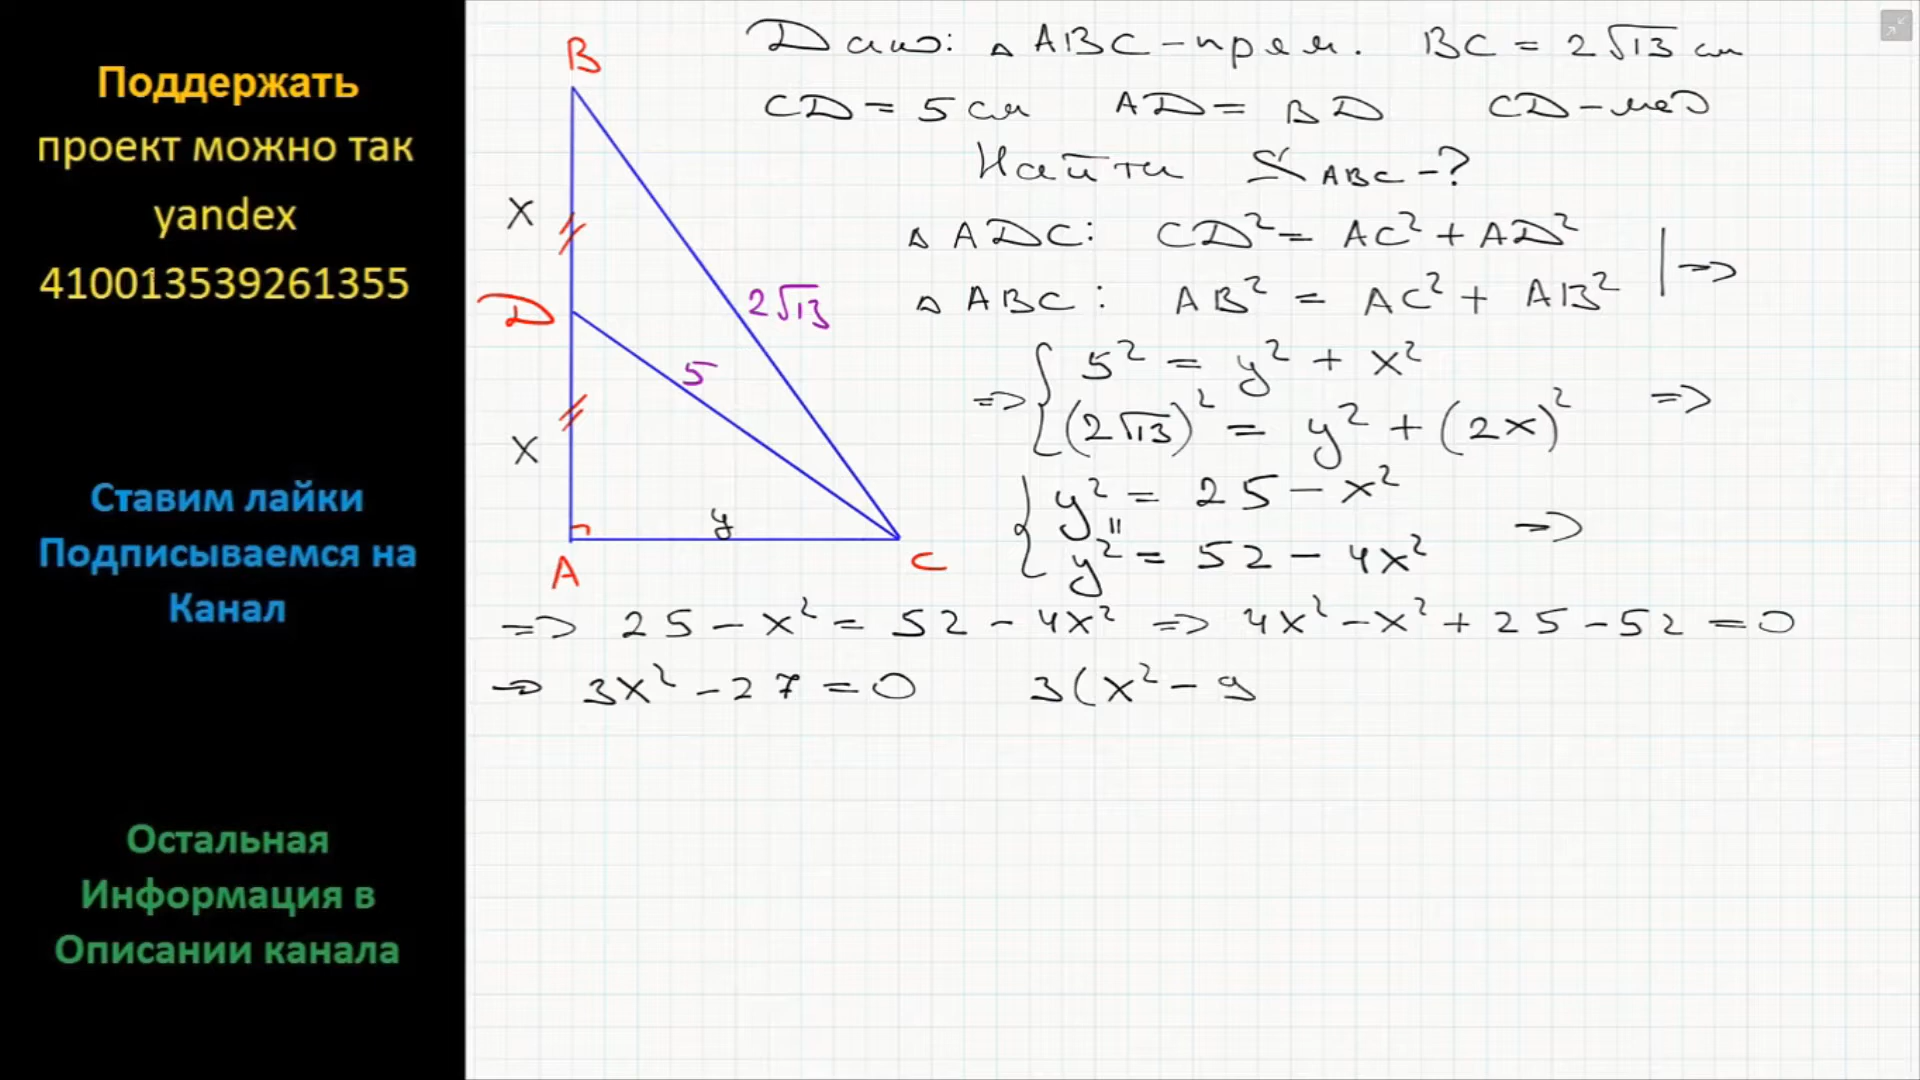 Поддержать
проект можно так
yandex
410013539261355
Ставим лайки
Подписываемся на
Канал
Остальная
Информация в
Описании канала
B
X
D
X
A
C
y
5
2√13
Дано: △ABC - прям. BC = 2√13 см
CD = 5 см AD = BD CD - мед
Найти S ABC - ?
△ ADC: CD² = AC² + AD²
△ ABC: AB² = AC² + AB² | =>
=> { 5² = y² + x²
(2√13)² = y² + (2x)² =>
{ y² = 25 - x²
y² = 52 - 4x² =>
=> 25 - x² = 52 - 4x² => 4x² - x² + 25 - 52 = 0
=> 3x² - 27 = 0 3(x² - 9